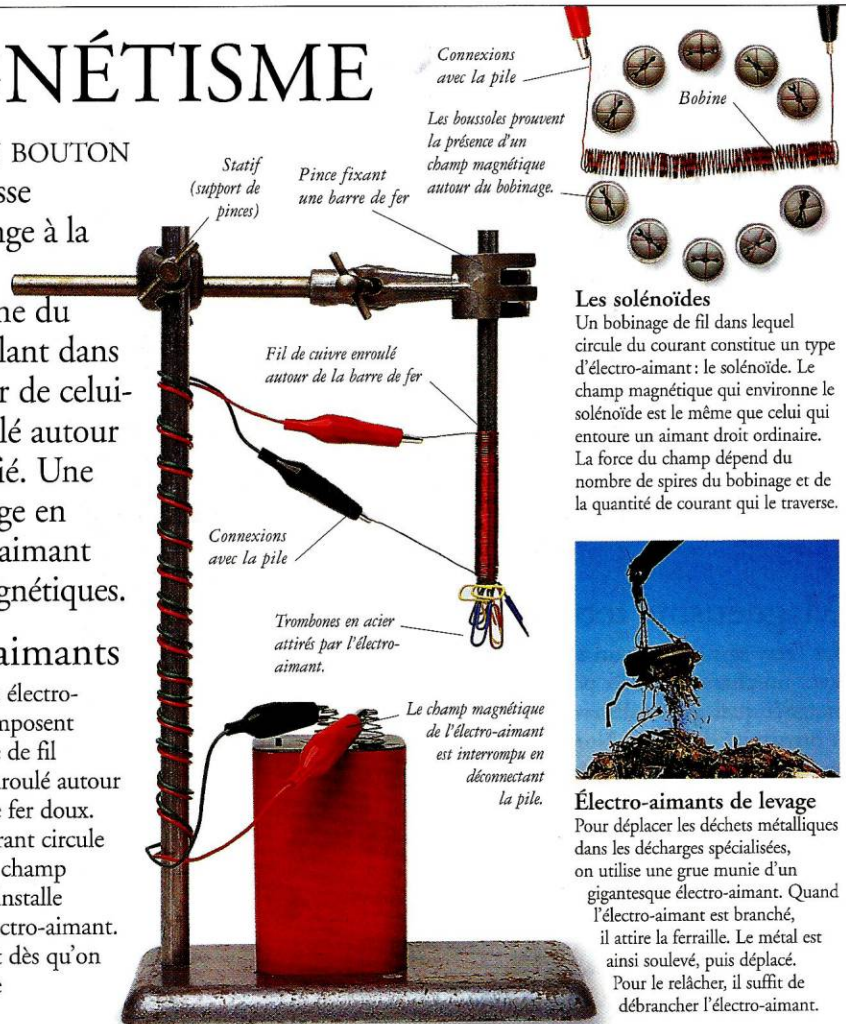 NÉTISME
BOUTON
sse
nge à la
ne du
lant dans
r de celui-
lé autour
ié. Une
ge en
aimant
gnétiques.
aimants
électro-
mposent
e de fil
roulé autour
e fer doux.
rant circule
champ
nstalle
ctro-aimant.
t dès qu'on
e
Statif
(support de
pinces)
Pince fixant
une barre de fer
Fil de cuivre enroulé
autour de la barre de fer
Connexions
avec la pile
Trombones en acier
attirés par l'électro-
aimant.
Le champ magnétique
de l'électro-aimant
est interrompu en
déconnectant
la pile.
Connexions
avec la pile
Bobine
Les boussoles prouvent
la présence d'un
champ magnétique
autour du bobinage.
Les solénoïdes
Un bobinage de fil dans lequel
circule du courant constitue un type
d'électro-aimant : le solénoïde. Le
champ magnétique qui environne le
solénoïde est le même que celui qui
entoure un aimant droit ordinaire.
La force du champ dépend du
nombre de spires du bobinage et de
la quantité de courant qui le traverse.
Électro-aimants de levage
Pour déplacer les déchets métalliques
dans les décharges spécialisées,
on utilise une grue munie d'un
gigantesque électro-aimant. Quand
l'électro-aimant est branché,
il attire la ferraille. Le métal est
ainsi soulevé, puis déplacé.
Pour le relâcher, il suffit de
débrancher l'électro-aimant.